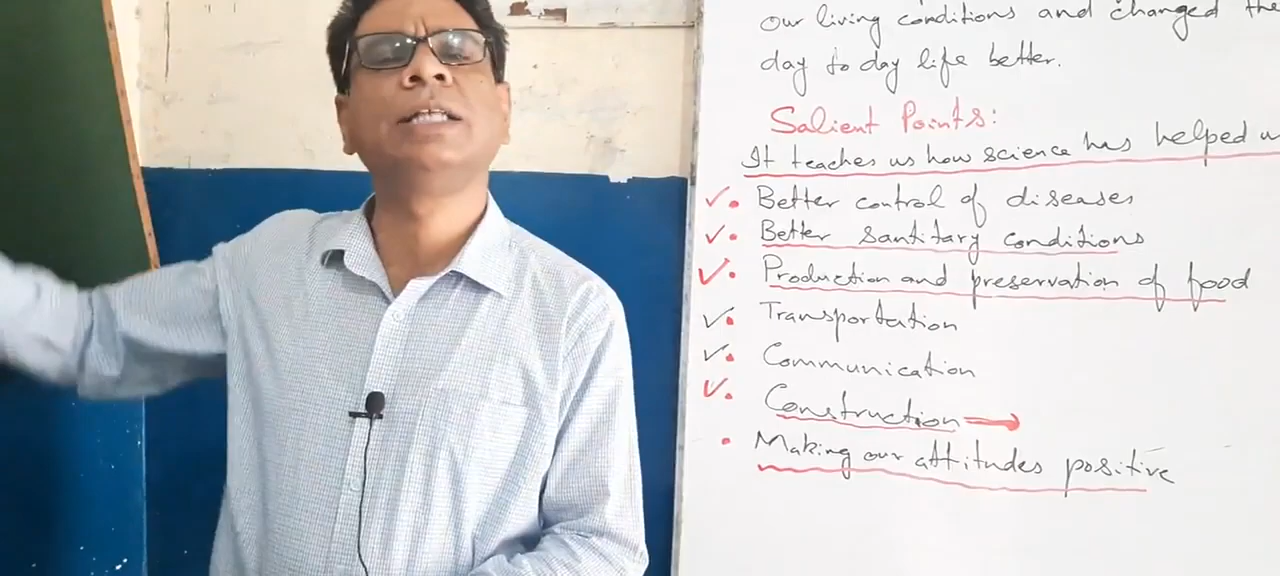 our living conditions and changed the
day to day life better.
Salient Points:
It teaches us how science has helped
Better control of diseases
Better sanitary conditions
Production and preservation of food
Transportation
Communication
Construction →
Making our attitudes positive